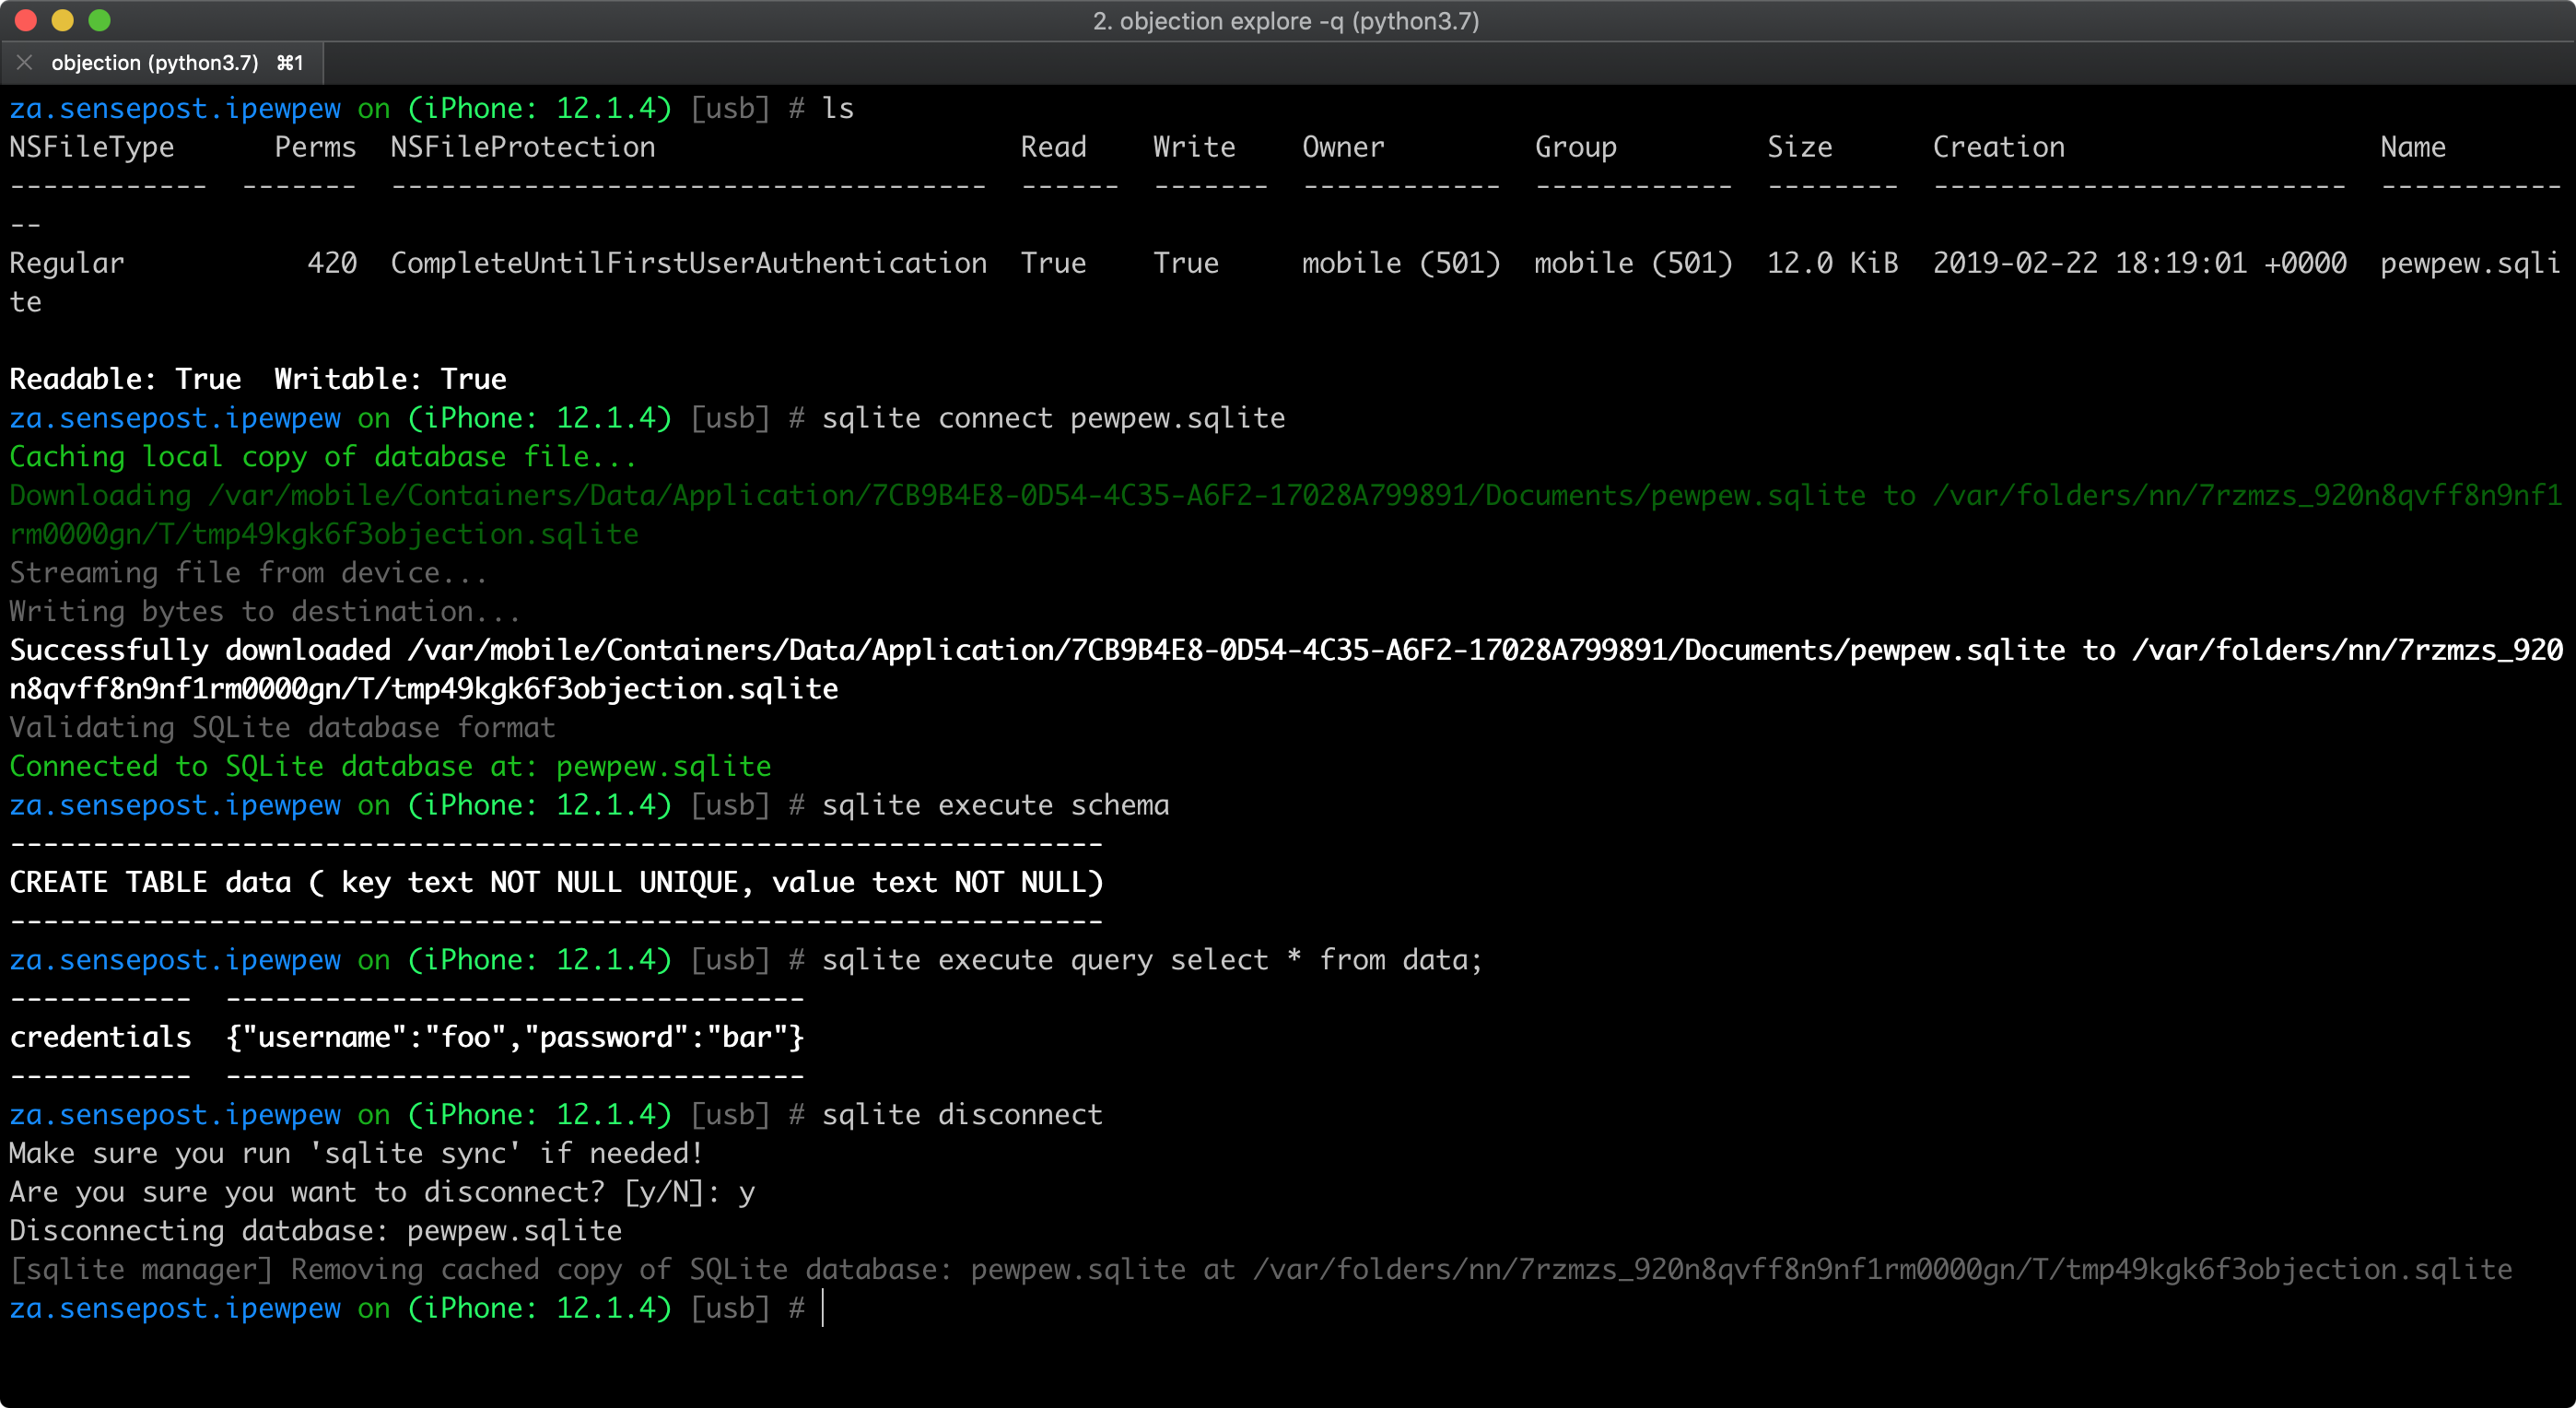 2. objection explore -q (python3.7)
objection (python3.7) ⌘1
za.sensepost.ipewpew on (iPhone: 12.1.4) [usb] # ls
NSFileType      Perms  NSFileProtection                      Read    Write    Owner         Group         Size      Creation                   Name
------------  -------  ------------------------------------  ------  -------  ------------  ------------  --------  -------------------------  -----------
--
Regular           420  CompleteUntilFirstUserAuthentication  True    True     mobile (501)  mobile (501)  12.0 KiB  2019-02-22 18:19:01 +0000  pewpew.sqli
te
Readable: True  Writable: True
za.sensepost.ipewpew on (iPhone: 12.1.4) [usb] # sqlite connect pewpew.sqlite
Caching local copy of database file...
Downloading /var/mobile/Containers/Data/Application/7CB9B4E8-0D54-4C35-A6F2-17028A799891/Documents/pewpew.sqlite to /var/folders/nn/7rzmzs_920n8qvff8n9nf1
rm0000gn/T/tmp49kgk6f3objection.sqlite
Streaming file from device...
Writing bytes to destination...
Successfully downloaded /var/mobile/Containers/Data/Application/7CB9B4E8-0D54-4C35-A6F2-17028A799891/Documents/pewpew.sqlite to /var/folders/nn/7rzmzs_920
n8qvff8n9nf1rm0000gn/T/tmp49kgk6f3objection.sqlite
Validating SQLite database format
Connected to SQLite database at: pewpew.sqlite
za.sensepost.ipewpew on (iPhone: 12.1.4) [usb] # sqlite execute schema
------------------------------------------------------------------
CREATE TABLE data ( key text NOT NULL UNIQUE, value text NOT NULL)
------------------------------------------------------------------
za.sensepost.ipewpew on (iPhone: 12.1.4) [usb] # sqlite execute query select * from data;
-----------  -----------------------------------
credentials  {"username":"foo","password":"bar"}
-----------  -----------------------------------
za.sensepost.ipewpew on (iPhone: 12.1.4) [usb] # sqlite disconnect
Make sure you run 'sqlite sync' if needed!
Are you sure you want to disconnect? [y/N]: y
Disconnecting database: pewpew.sqlite
[sqlite manager] Removing cached copy of SQLite database: pewpew.sqlite at /var/folders/nn/7rzmzs_920n8qvff8n9nf1rm0000gn/T/tmp49kgk6f3objection.sqlite
za.sensepost.ipewpew on (iPhone: 12.1.4) [usb] #